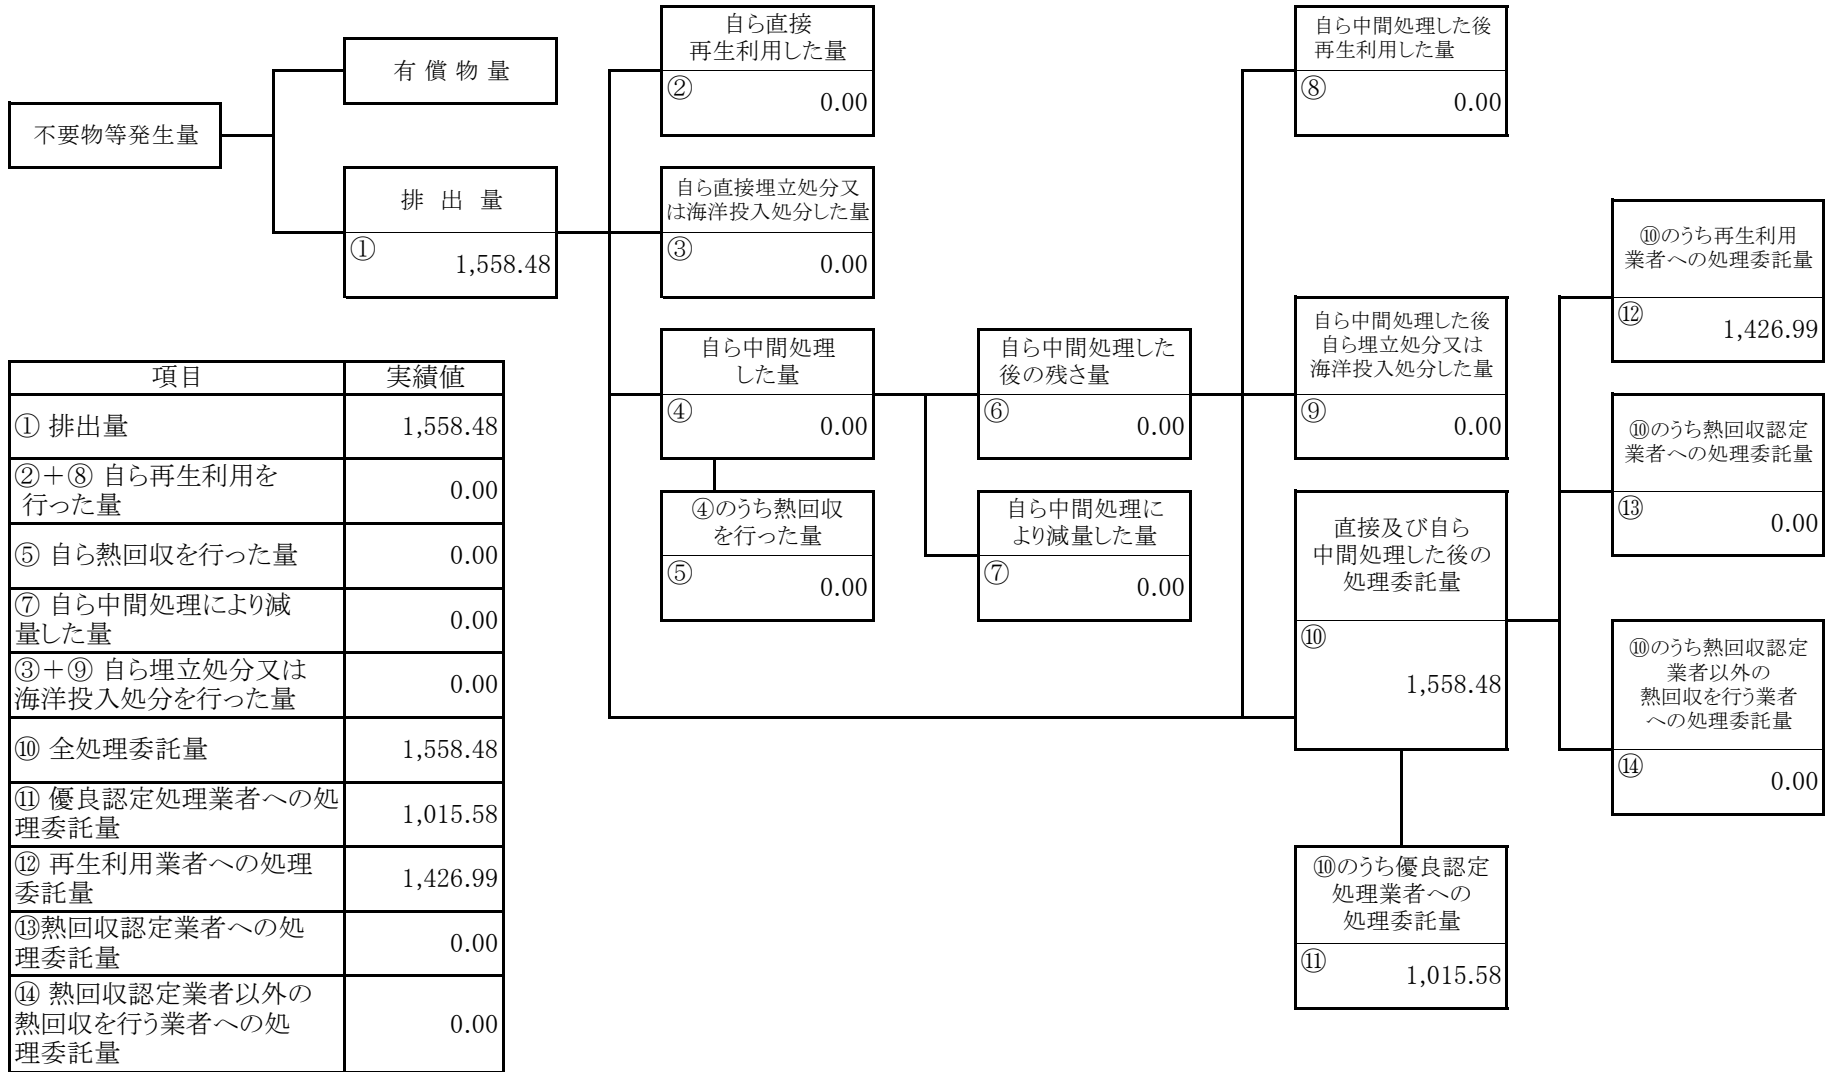 不要物等発生量
有 償 物 量
排 出 量
① 1,558.48
自ら直接
再生利用した量
② 0.00
自ら直接埋立処分又
は海洋投入処分した量
③ 0.00
自ら中間処理
した量
④ 0.00
④のうち熱回収
を行った量
⑤ 0.00
自ら中間処理した
後の残さ量
⑥ 0.00
自ら中間処理に
より減量した量
⑦ 0.00
自ら中間処理した後
再生利用した量
⑧ 0.00
自ら中間処理した後
自ら埋立処分又は
海洋投入処分した量
⑨ 0.00
直接及び自ら
中間処理した後の
処理委託量
⑩
1,558.48
⑩のうち優良認定
処理業者への
処理委託量
⑪ 1,015.58
⑩のうち再生利用
業者への処理委託量
⑫ 1,426.99
⑩のうち熱回収認定
業者への処理委託量
⑬ 0.00
⑩のうち熱回収認定
業者以外の
熱回収を行う業者
への処理委託量
⑭ 0.00
項目 実績値
① 排出量 1,558.48
②+⑧ 自ら再生利用を
行った量 0.00
⑤ 自ら熱回収を行った量 0.00
⑦ 自ら中間処理により減
量した量 0.00
③+⑨ 自ら埋立処分又は
海洋投入処分を行った量 0.00
⑩ 全処理委託量 1,558.48
⑪ 優良認定処理業者への処
理委託量 1,015.58
⑫ 再生利用業者への処理
委託量 1,426.99
⑬熱回収認定業者への処
理委託量 0.00
⑭ 熱回収認定業者以外の
熱回収を行う業者への処
理委託量 0.00